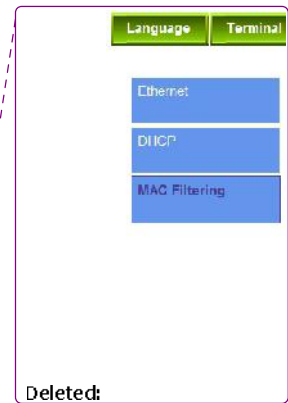 Language Terminal
Ethernet
DHCP
MAC Filtering
Deleted: